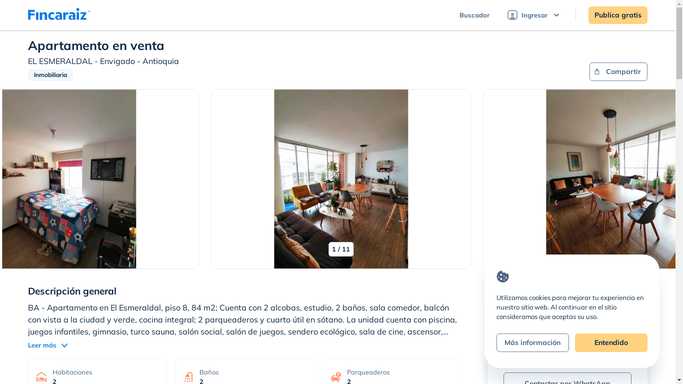 Fincaraiz
Buscador
Ingresar
Publica gratis
Apartamento en venta
EL ESMERALDAL - Envigado - Antioquia
Inmobiliaria
Compartir
1 / 11
Descripción general
BA - Apartamento en El Esmeraldal, piso 8, 84 m2; Cuenta con 2 alcobas, estudio, 2 baños, sala comedor, balcón
con vista a la ciudad y verde, cocina integral; 2 parqueaderos y cuarto útil en sótano. La unidad cuenta con piscina,
juegos infantiles, gimnasio, turco sauna, salón social, salón de juegos, sendero ecológico, sala de cine, ascensor,...
Leer más
Habitaciones
2
Baños
2
Parqueaderos
2
Utilizamos cookies para mejorar tu experiencia en
nuestro sitio web. Al continuar en el sitio
consideramos que aceptas su uso.
Más información
Entendido
Contactar por WhatsApp